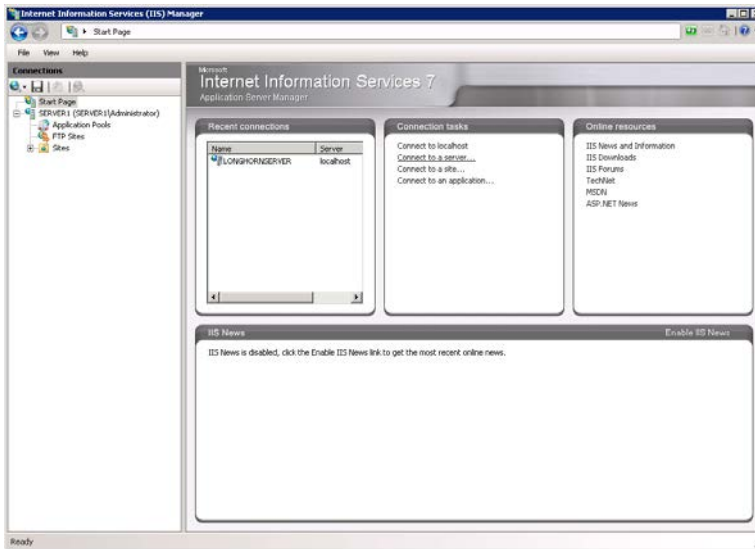 Internet Information Services (IIS) Manager
Start Page
File View Help
Connections
Start Page
SERVER1 (SERVER1\Administrator)
Application Pools
FTP Sites
Sites
Microsoft
Internet Information Services 7
Application Server Manager
Recent connections
Name Server
LONGHORNSERVER localhost
Connection tasks
Connect to localhost
Connect to a server...
Connect to a site...
Connect to an application...
Online resources
IIS News and Information
IIS Downloads
IIS Forums
TechNet
MSDN
ASP.NET News
IIS News Enable IIS News
IIS News is disabled, click the Enable IIS News link to get the most recent online news.
Ready